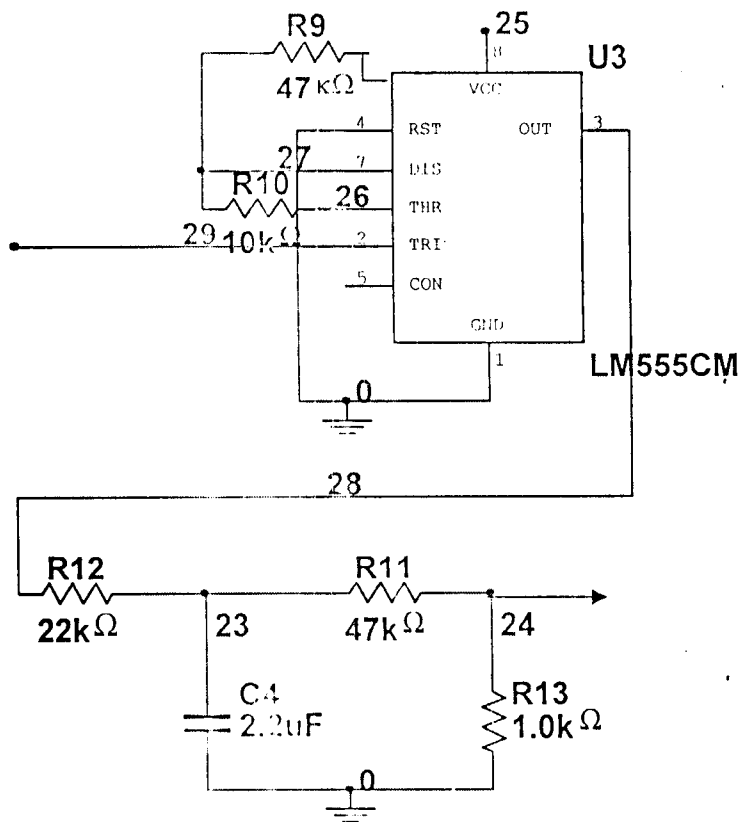 R9
25
8
U3
47 KΩ
VCC
4
RST
OUT
3
27
7
DIS
R10
26
THR
29
10kΩ
2
TRI
5
CON
GND
1
LM555CM
0
28
R12
R11
22kΩ
23
47kΩ
24
C4
2.2uF
R13
1.0kΩ
0